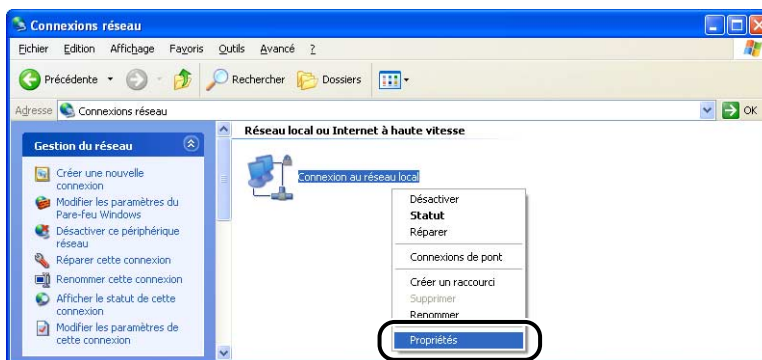 Connexions réseau
Fichier Edition Affichage Favoris Outils Avancé ?
Précédente Rechercher Dossiers
Adresse Connexions réseau OK
Gestion du réseau
Créer une nouvelle
connexion
Modifier les paramètres du
Pare-feu Windows
Désactiver ce périphérique
réseau
Réparer cette connexion
Renommer cette connexion
Afficher le statut de cette
connexion
Modifier les paramètres de
cette connexion
Réseau local ou Internet à haute vitesse
Connexion au réseau local
Désactiver
Statut
Réparer
Connexions de pont
Créer un raccourci
Supprimer
Renommer
Propriétés